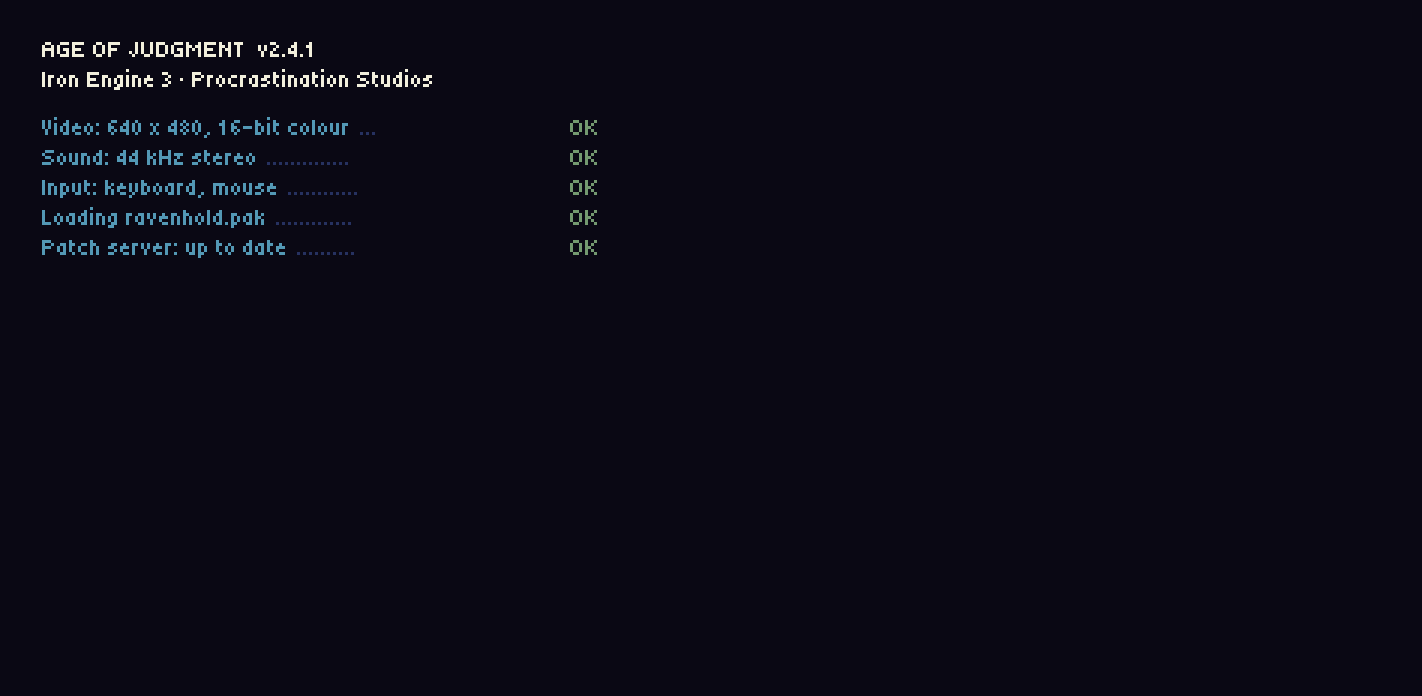 AGE OF JUDGMENT v2.4.1
Iron Engine 3 · Procrastination Studios
Video: 640 x 480, 16-bit colour ... OK
Sound: 44 kHz stereo .............. OK
Input: keyboard, mouse ............ OK
Loading ravenhold.pak ............. OK
Patch server: up to date .......... OK